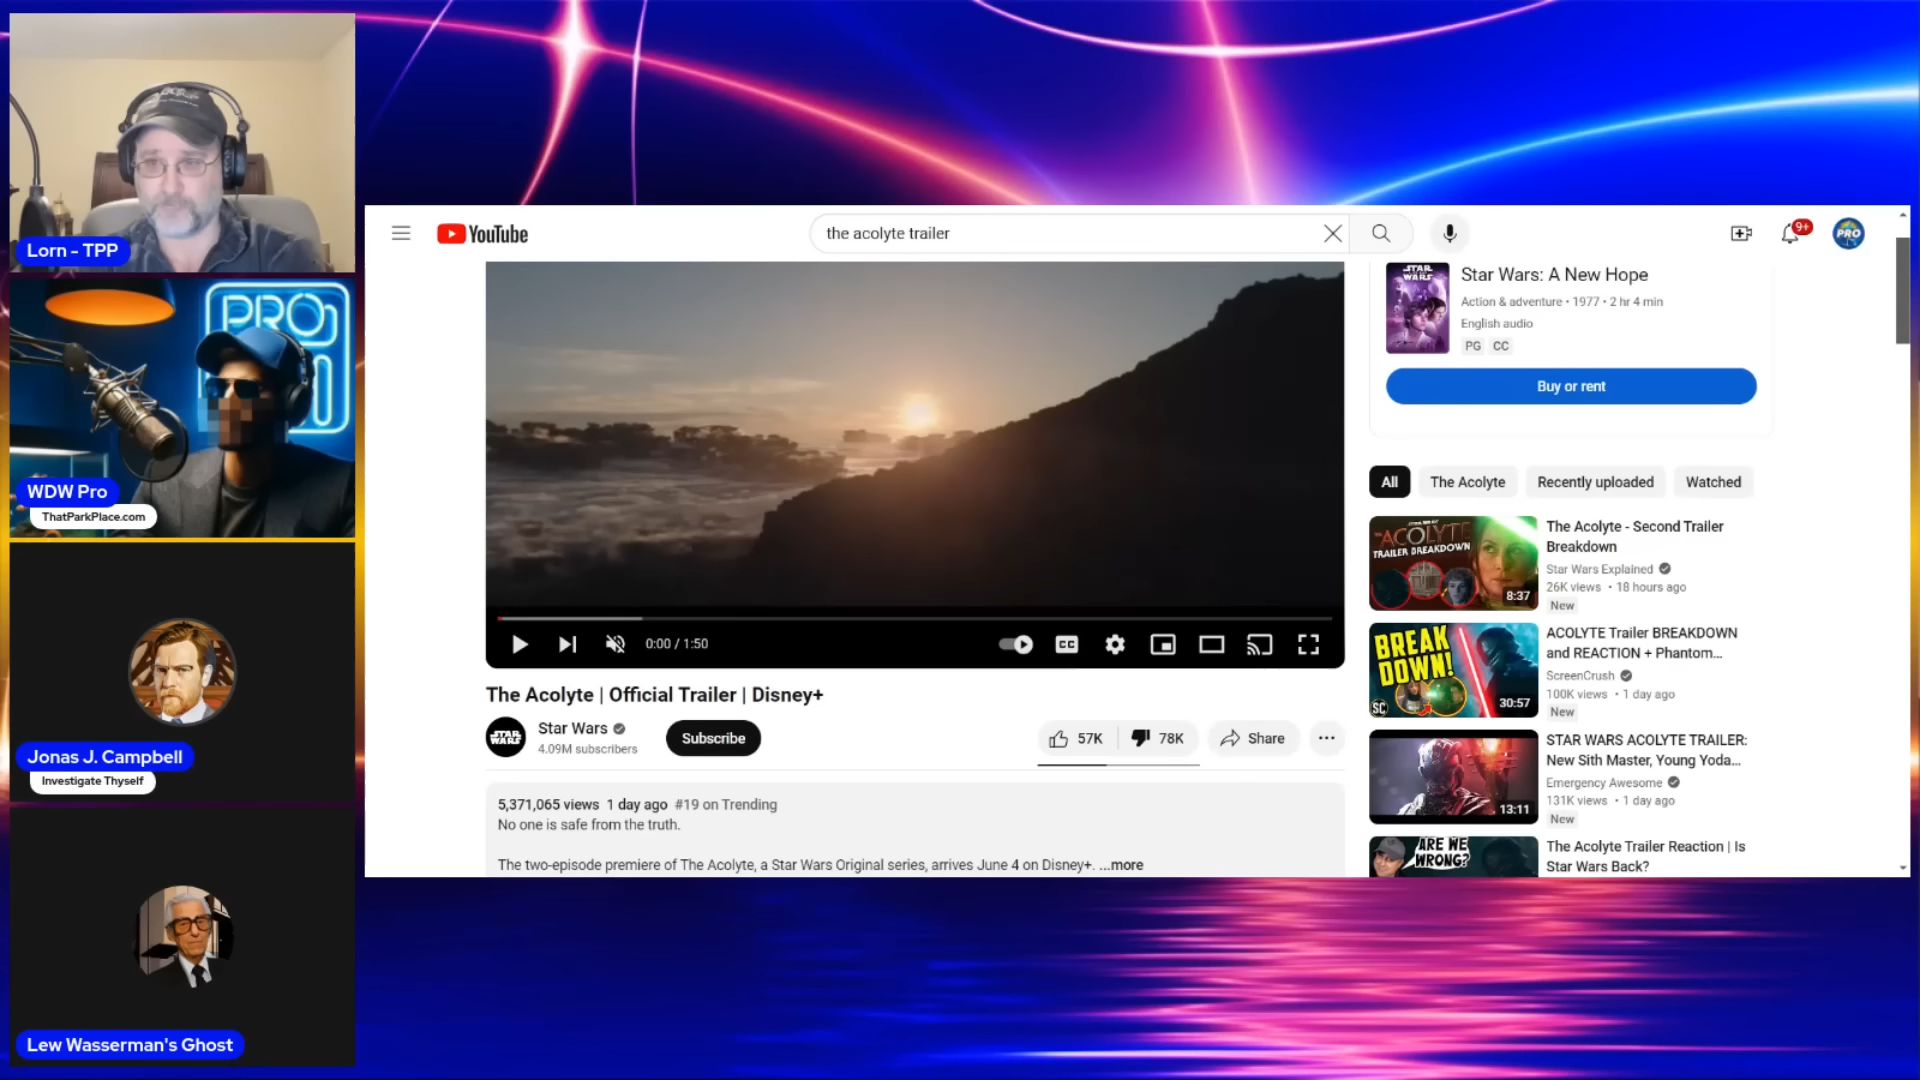 Lorn - TPP
PRO
WDW Pro
ThatParkPlace.com
Jonas J. Campbell
Investigate Thyself
Lew Wasserman's Ghost
YouTube
the acolyte trailer
9+
PRO
0:00 / 1:50
CC
The Acolyte | Official Trailer | Disney+
STAR WARS
Star Wars
4.09M subscribers
Subscribe
57K
78K
Share
5,371,065 views 1 day ago #19 on Trending
No one is safe from the truth.
The two-episode premiere of The Acolyte, a Star Wars Original series, arrives June 4 on Disney+. ...more
STAR WARS
Star Wars: A New Hope
Action & adventure • 1977 • 2 hr 4 min
English audio
PG CC
Buy or rent
All
The Acolyte
Recently uploaded
Watched
ACOLYTE
TRAILER BREAKDOWN
8:37
The Acolyte - Second Trailer
Breakdown
Star Wars Explained
26K views • 18 hours ago
New
BREAK
DOWN!
SC
30:57
ACOLYTE Trailer BREAKDOWN
and REACTION + Phantom...
ScreenCrush
100K views • 1 day ago
New
13:11
STAR WARS ACOLYTE TRAILER:
New Sith Master, Young Yoda...
Emergency Awesome
131K views • 1 day ago
New
ARE WE
WRONG?
The Acolyte Trailer Reaction | Is
Star Wars Back?